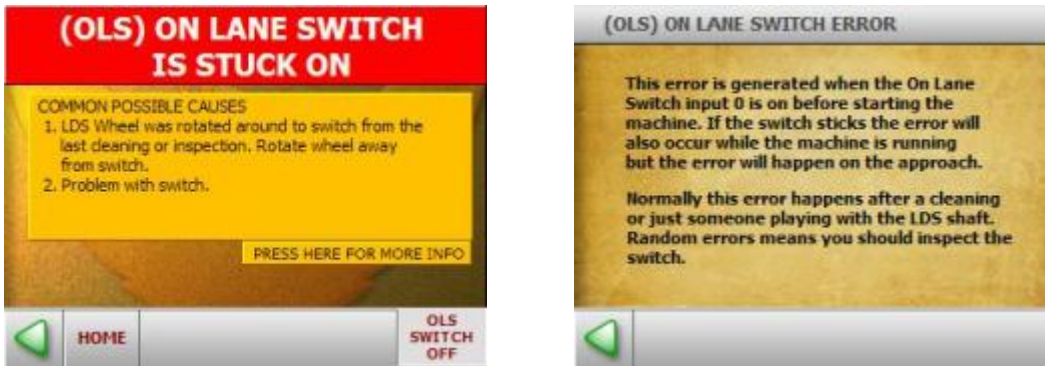 (OLS) ON LANE SWITCH
IS STUCK ON
COMMON POSSIBLE CAUSES
1. LDS Wheel was rotated around to switch from the
last cleaning or inspection. Rotate wheel away
from switch.
2. Problem with switch.
PRESS HERE FOR MORE INFO
HOME
OLS
SWITCH
OFF
(OLS) ON LANE SWITCH ERROR
This error is generated when the On Lane
Switch input 0 is on before starting the
machine. If the switch sticks the error will
also occur while the machine is running
but the error will happen on the approach.
Normally this error happens after a cleaning
or just someone playing with the LDS shaft.
Random errors means you should inspect the
switch.